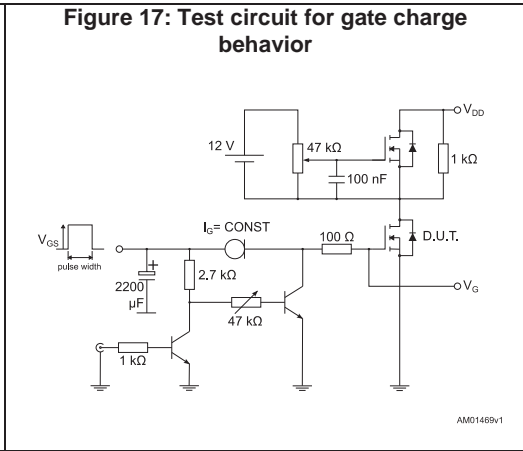 Figure 17: Test circuit for gate charge
behavior
V_DD
12 V
47 kΩ
1 kΩ
100 nF
I_G= CONST
100 Ω
D.U.T.
V_GS
pulse width
+
2200
μF
2.7 kΩ
47 kΩ
V_G
1 kΩ
AM01469v1